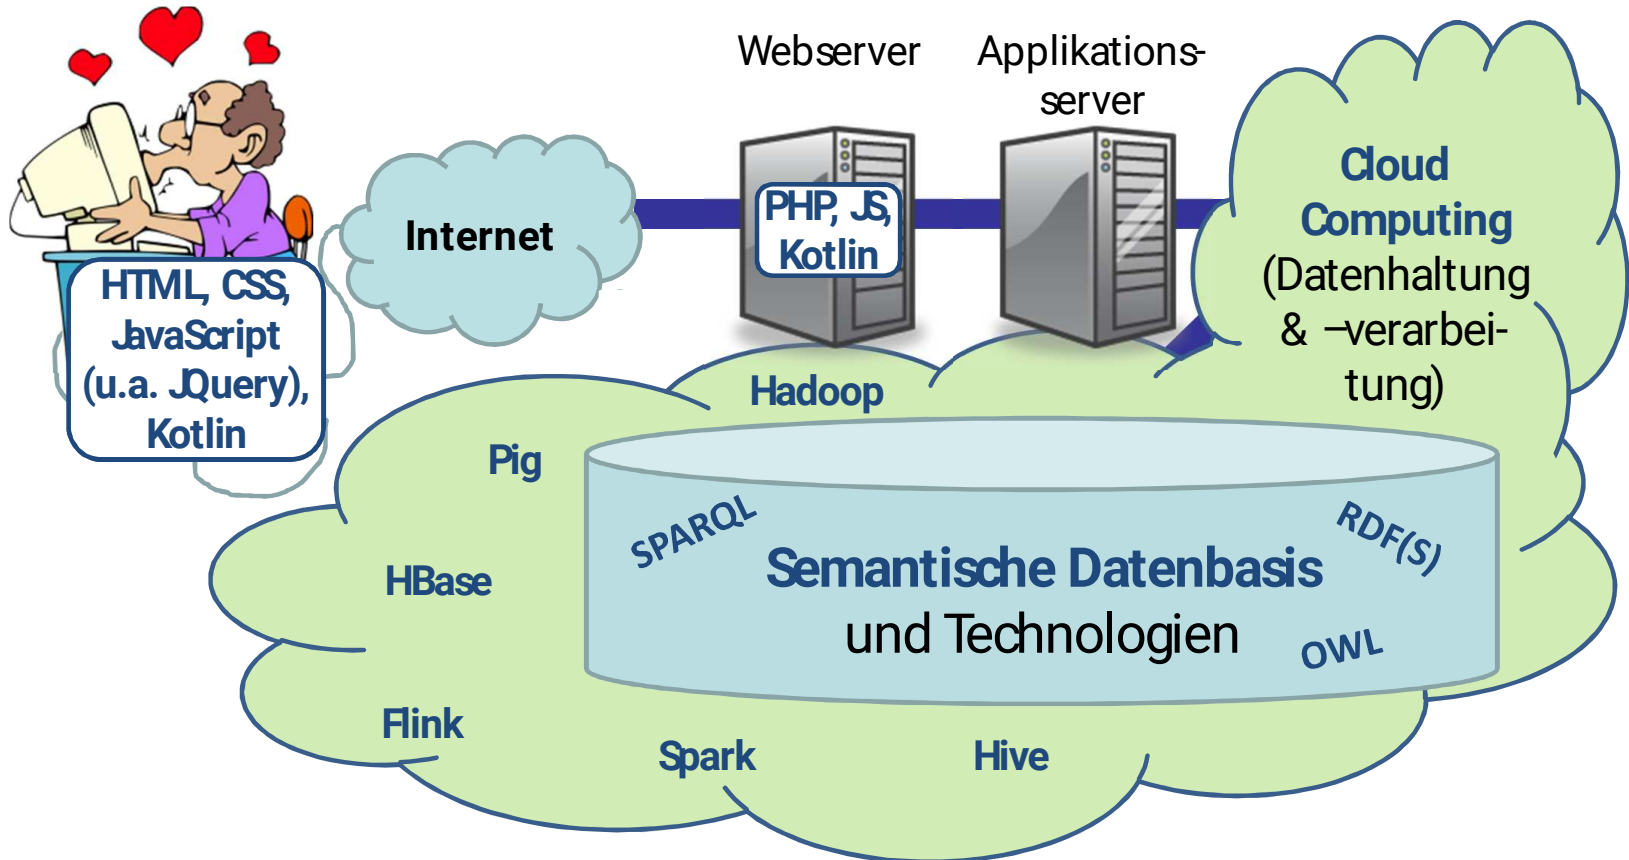 Webserver
Applikations-
server
HTML, CSS,
JavaScript
(u.a. JQuery),
Kotlin
Internet
PHP, JS,
Kotlin
Cloud
Computing
(Datenhaltung
& –verarbei-
tung)
Hadoop
Pig
HBase
Flink
Spark
Hive
SPARQL
RDF(S)
Semantische Datenbasis
und Technologien
OWL